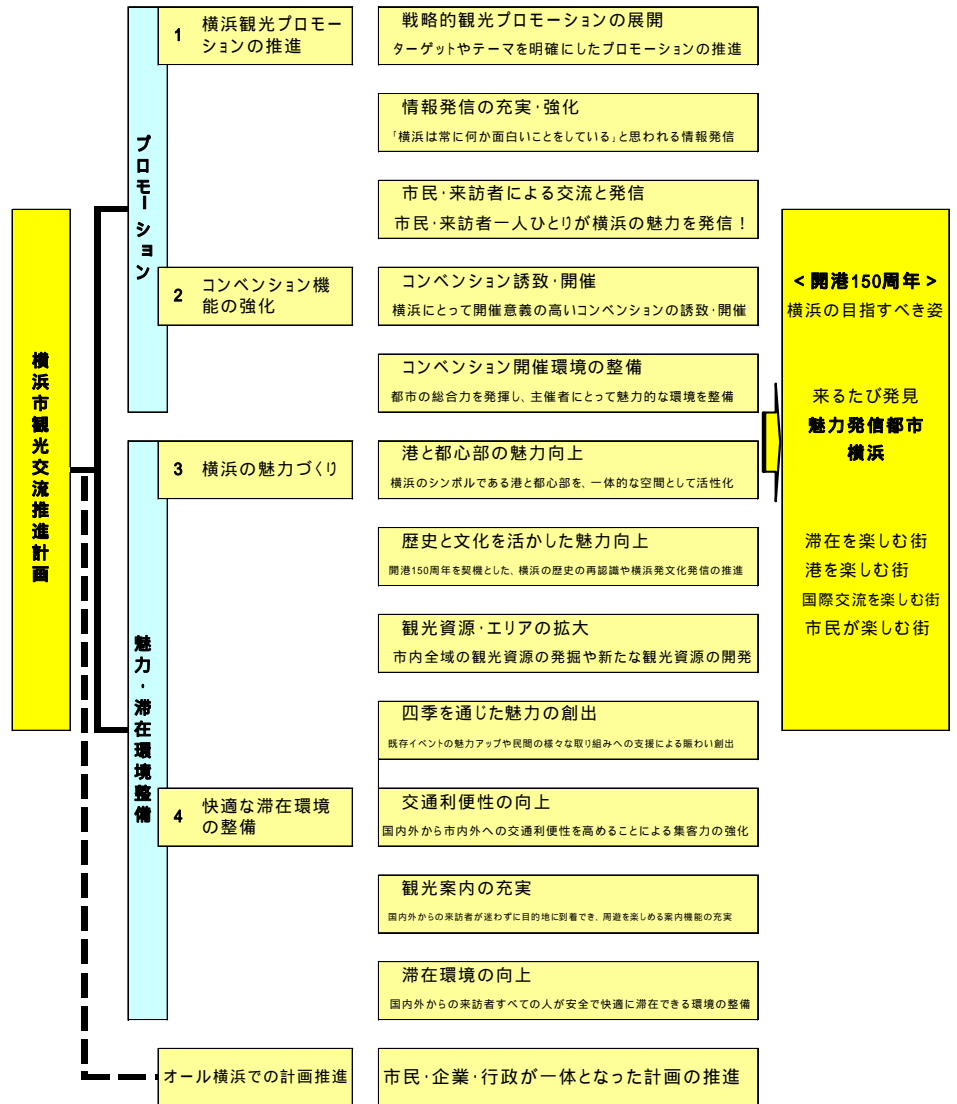 横浜市観光交流推進計画
プロモーション
1 横浜観光プロモー
ションの推進
戦略的観光プロモーションの展開
ターゲットやテーマを明確にしたプロモーションの推進
情報発信の充実・強化
「横浜は常に何か面白いことをしている」と思われる情報発信
市民・来訪者による交流と発信
市民・来訪者一人ひとりが横浜の魅力を発信！
2 コンベンション機
能の強化
コンベンション誘致・開催
横浜にとって開催意義の高いコンベンションの誘致・開催
コンベンション開催環境の整備
都市の総合力を発揮し、主催者にとって魅力的な環境を整備
魅力・滞在環境整備
3 横浜の魅力づくり
港と都心部の魅力向上
横浜のシンボルである港と都心部を、一体的な空間として活性化
歴史と文化を活かした魅力向上
開港150周年を契機とした、横浜の歴史の再認識や横浜発文化発信の推進
観光資源・エリアの拡大
市内全域の観光資源の発掘や新たな観光資源の開発
四季を通じた魅力の創出
既存イベントの魅力アップや民間の様々な取り組みへの支援による賑わい創出
4 快適な滞在環境
の整備
交通利便性の向上
国内外から市内外への交通利便性を高めることによる集客力の強化
観光案内の充実
国内外からの来訪者が迷わずに目的地に到着でき、周遊を楽しめる案内機能の充実
滞在環境の向上
国内外からの来訪者すべての人が安全で快適に滞在できる環境の整備
オール横浜での計画推進
市民・企業・行政が一体となった計画の推進
＜開港150周年＞
横浜の目指すべき姿
来るたび発見
魅力発信都市
横浜
滞在を楽しむ街
港を楽しむ街
国際交流を楽しむ街
市民が楽しむ街